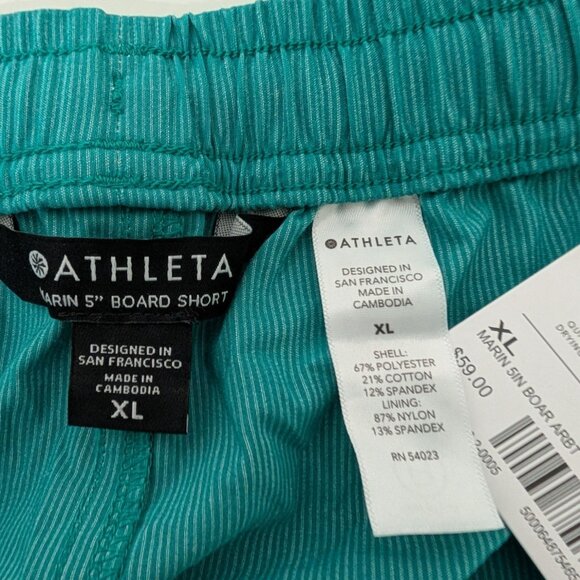 ATHLETA
MARIN 5" BOARD SHORT
DESIGNED IN
SAN FRANCISCO
MADE IN
CAMBODIA
XL
ATHLETA
DESIGNED IN
SAN FRANCISCO
MADE IN
CAMBODIA
XL
SHELL:
67% POLYESTER
21% COTTON
12% SPANDEX
LINING:
87% NYLON
13% SPANDEX
RN 54023
XL
MARIN 5IN BOAR ARBT
$59.00
-0005